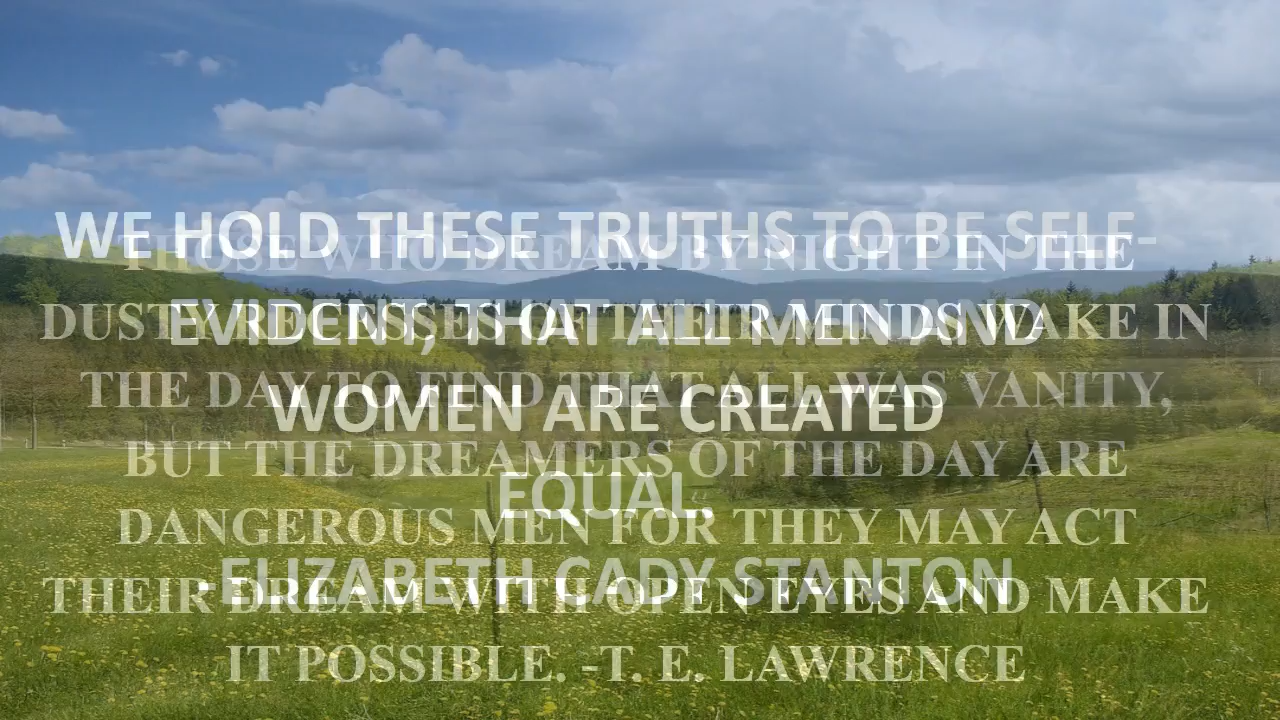 WE HOLD THESE TRUTHS TO BE SELF-
EVIDENT, THAT ALL MEN AND
WOMEN ARE CREATED
EQUAL.
-ELIZABETH CADY STANTON
THOSE WHO DREAM BY NIGHT IN THE
DUSTY RECESSES OF THEIR MINDS WAKE IN
THE DAY TO FIND THAT ALL WAS VANITY,
BUT THE DREAMERS OF THE DAY ARE
DANGEROUS MEN FOR THEY MAY ACT
THEIR DREAM WITH OPEN EYES AND MAKE
IT POSSIBLE. -T. E. LAWRENCE